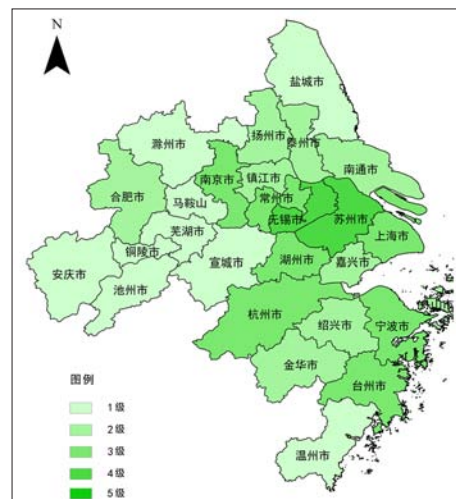 N
盐城市
扬州市
泰州市
滁州市
南通市
镇江市
南京市
合肥市
常州市
马鞍山
无锡市
苏州市
芜湖市
上海市
铜陵市
湖州市
嘉兴市
宣城市
安庆市
池州市
杭州市
绍兴市
宁波市
金华市
台州市
温州市
图例
1级
2级
3级
4级
5级